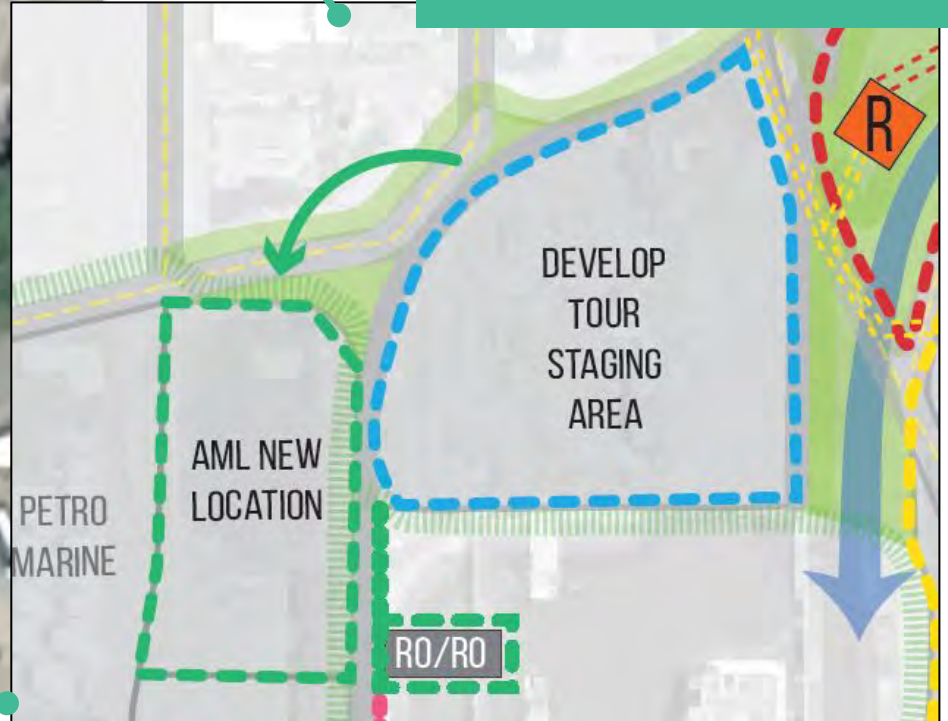 R
DEVELOP
TOUR
STAGING
AREA
AML NEW
LOCATION
PETRO
MARINE
RO/RO